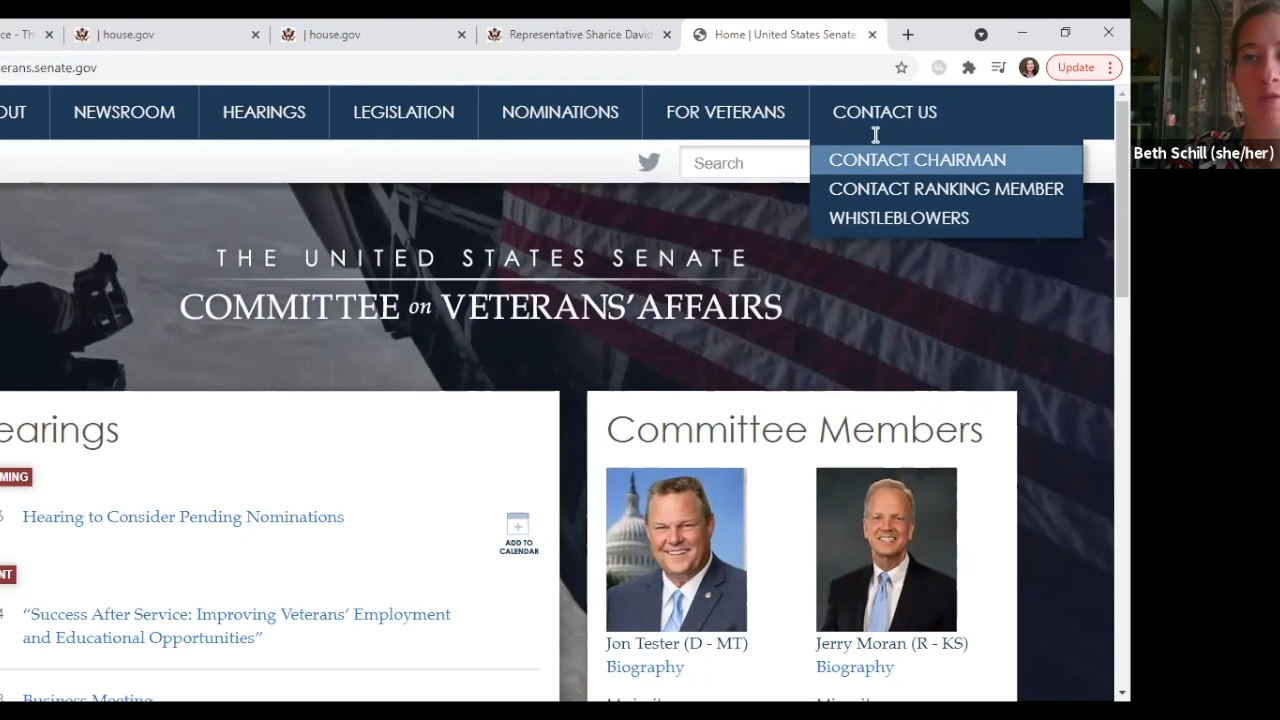 ce - Th
| house.gov
| house.gov
Representative Sharice David
Home | United States Senate
erans.senate.gov
Update
OUT
NEWSROOM
HEARINGS
LEGISLATION
NOMINATIONS
FOR VETERANS
CONTACT US
Search
CONTACT CHAIRMAN
CONTACT RANKING MEMBER
WHISTLEBLOWERS
Beth Schill (she/her)
THE UNITED STATES SENATE
COMMITTEE on VETERANS' AFFAIRS
earings
MING
Hearing to Consider Pending Nominations
ADD TO
CALENDAR
NT
4
“Success After Service: Improving Veterans’ Employment
and Educational Opportunities”
Business Meeting
Committee Members
Jon Tester (D - MT)
Biography
Jerry Moran (R - KS)
Biography